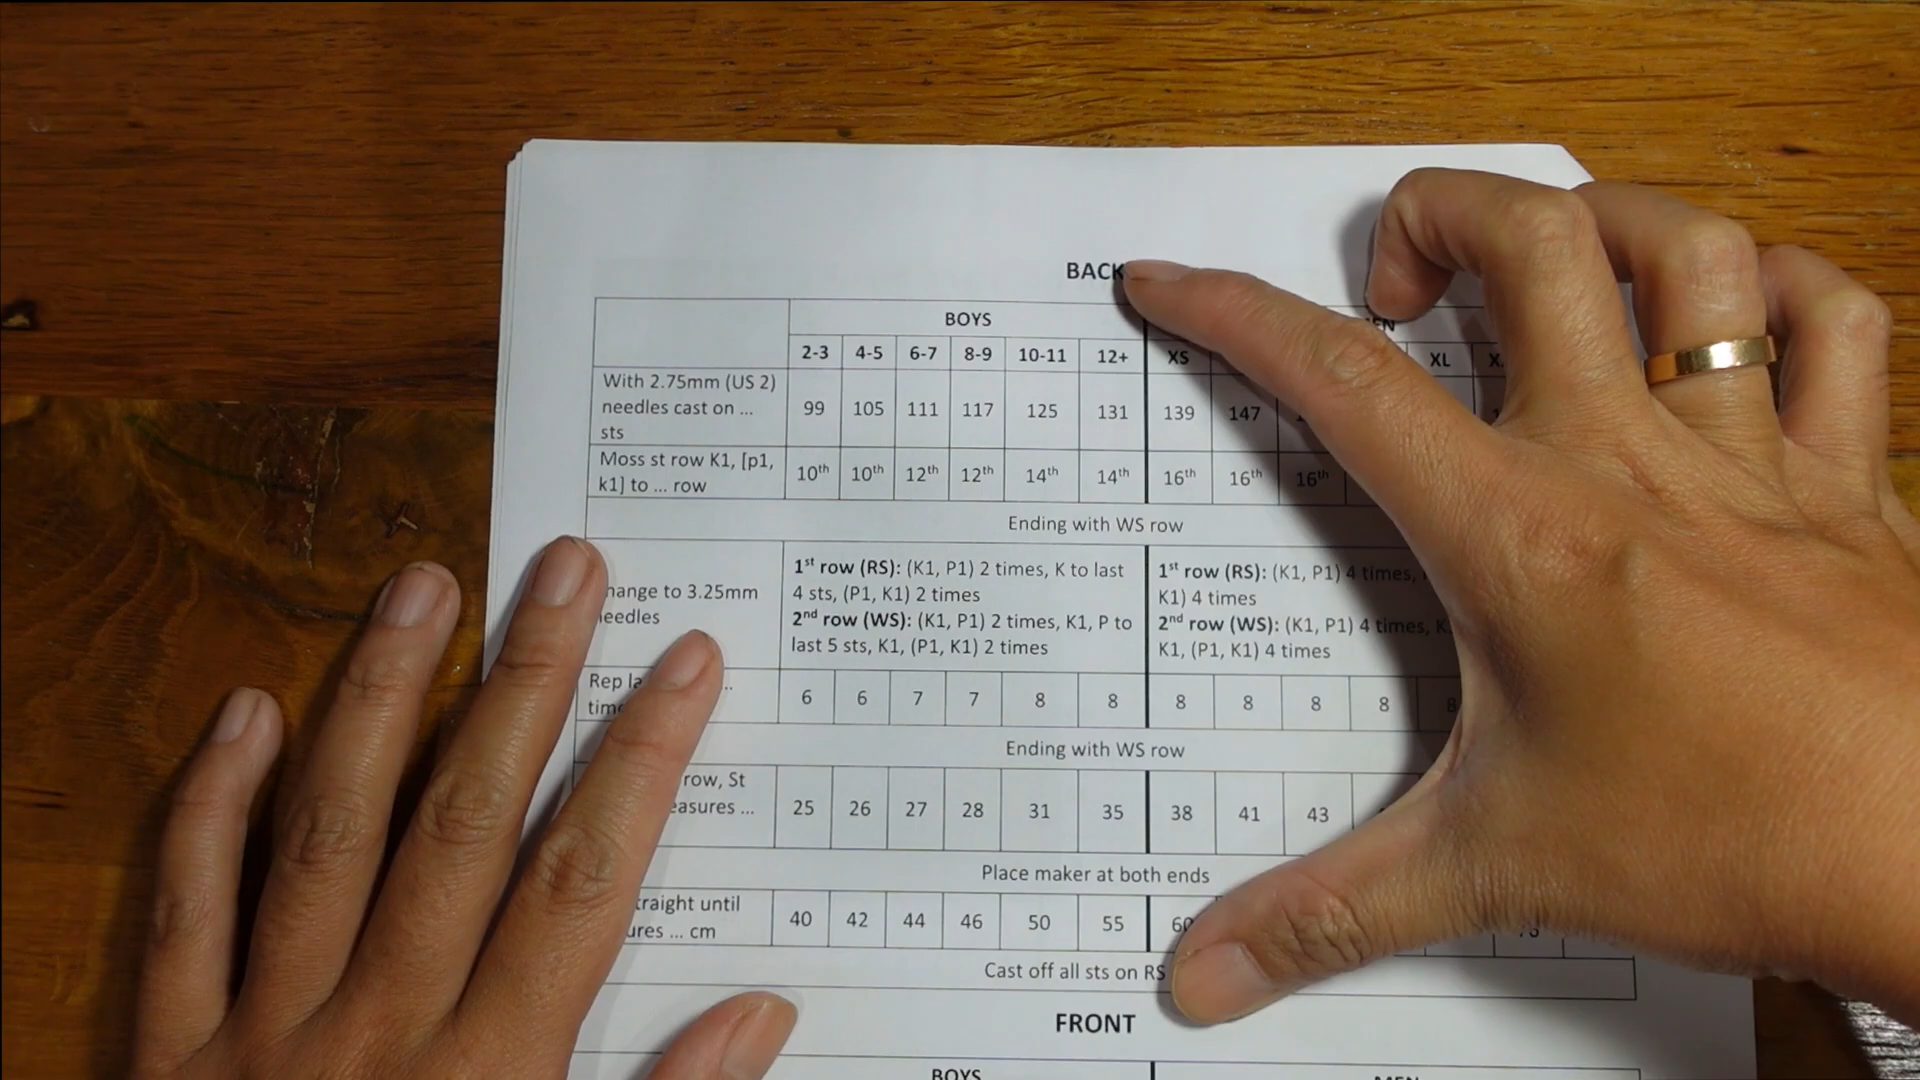 BACK
BOYS
2-3 4-5 6-7 8-9 10-11 12+ XS XL
With 2.75mm (US 2)
needles cast on ...
sts
99 105 111 117 125 131 139 147
Moss st row K1, [p1,
k1] to ... row
10th 10th 12th 12th 14th 14th 16th 16th 16th
Ending with WS row
needles
3.25mm
1st row (RS): (K1, P1) 2 times, K to last
4 sts, (P1, K1) 2 times
2nd row (WS): (K1, P1) 2 times, K1, P to
last 5 sts, K1, (P1, K1) 2 times
1st row (RS): (K1, P1) 4 times,
K1) 4 times
2nd row (WS): (K1, P1) 4 times,
K1, (P1, K1) 4 times
Rep
6 6 7 7 8 8 8 8 8 8 8
Ending with WS row
row, St
... 
25 26 27 28 31 35 38 41 43
Place maker at both ends
until
... cm
40 42 44 46 50 55
Cast off all sts on RS
FRONT
BOYS
MEN